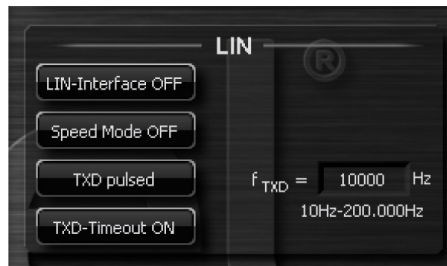 LIN
®
LIN-Interface OFF
Speed Mode OFF
TXD pulsed
f TXD = 10000 Hz
10Hz-200.000Hz
TXD-Timeout ON